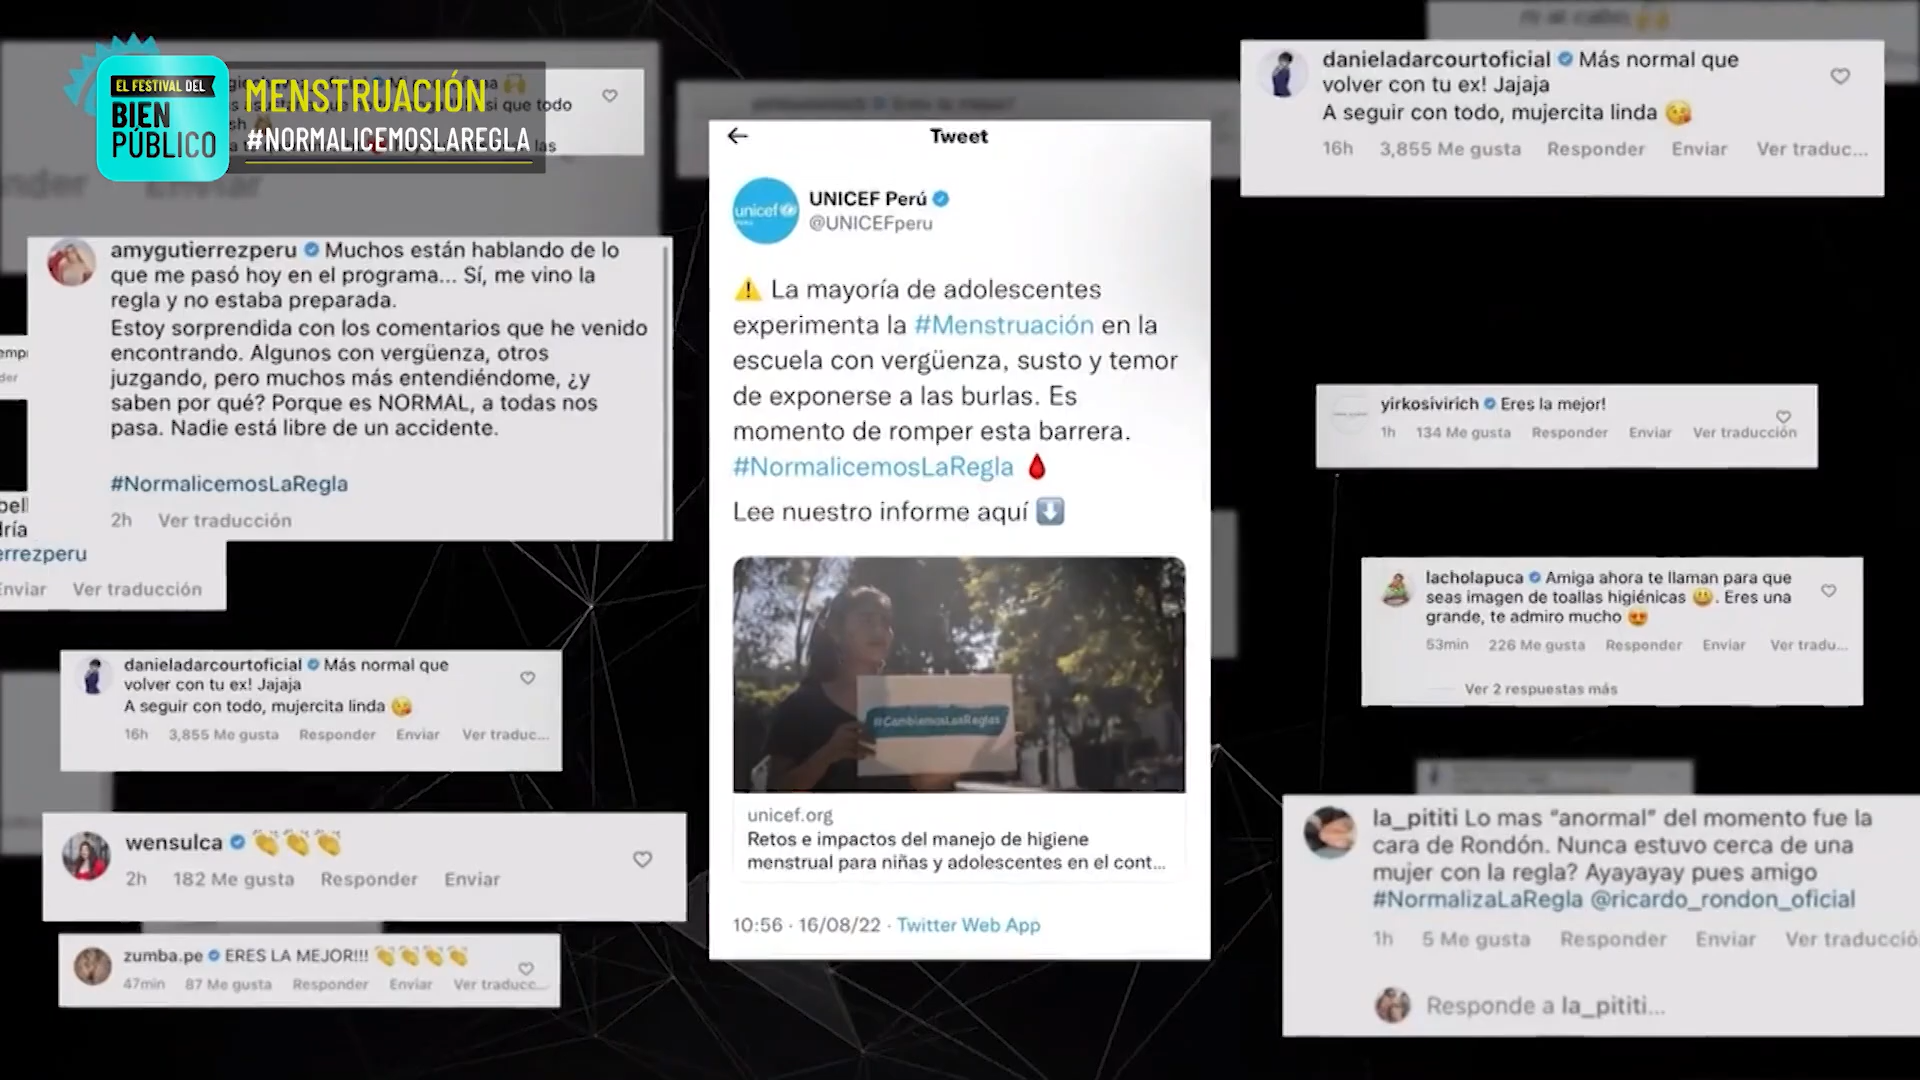 EL FESTIVAL DEL
BIEN
PÚBLICO
MENSTRUACIÓN
#NORMALICEMOSLAREGLA
si que todo
las
Enviar
amygutierrezperu Muchos están hablando de lo
que me pasó hoy en el programa... Sí, me vino la
regla y no estaba preparada.
Estoy sorprendida con los comentarios que he venido
encontrando. Algunos con vergüenza, otros
juzgando, pero muchos más entendiéndome, ¿y
saben por qué? Porque es NORMAL, a todas nos
pasa. Nadie está libre de un accidente.
#NormalicemosLaRegla
2h Ver traducción
errezperu
Enviar Ver traducción
danieladarcourtoficial Más normal que
volver con tu ex! Jajaja
A seguir con todo, mujercita linda 😘
16h 3,855 Me gusta Responder Enviar Ver traduc...
wensulca 👏👏👏
2h 182 Me gusta Responder Enviar
zumba.pe ERES LA MEJOR!!! 👏👏👏👏
47min 87 Me gusta Responder Enviar Ver traducc...
Tweet
unicef
UNICEF Perú
@UNICEFperu
⚠️ La mayoría de adolescentes
experimenta la #Menstruación en la
escuela con vergüenza, susto y temor
de exponerse a las burlas. Es
momento de romper esta barrera.
#NormalicemosLaRegla 🩸
Lee nuestro informe aquí ⬇️
#CambiemosLasReglas
unicef.org
Retos e impactos del manejo de higiene
menstrual para niñas y adolescentes en el cont...
10:56 · 16/08/22 · Twitter Web App
danieladarcourtoficial Más normal que
volver con tu ex! Jajaja
A seguir con todo, mujercita linda 😘
16h 3,855 Me gusta Responder Enviar Ver traduc...
yirkosivirich Eres la mejor!
1h 134 Me gusta Responder Enviar Ver traducción
lacholapuca Amiga ahora te llaman para que
seas imagen de toallas higiénicas 😃. Eres una
grande, te admiro mucho 😍
53min 226 Me gusta Responder Enviar Ver tradu...
Ver 2 respuestas más
la_pititi Lo mas “anormal” del momento fue la
cara de Rondón. Nunca estuvo cerca de una
mujer con la regla? Ayayayay pues amigo
#NormalizaLaRegla @ricardo_rondon_oficial
1h 5 Me gusta Responder Enviar Ver traducció
Responde a la_pititi...